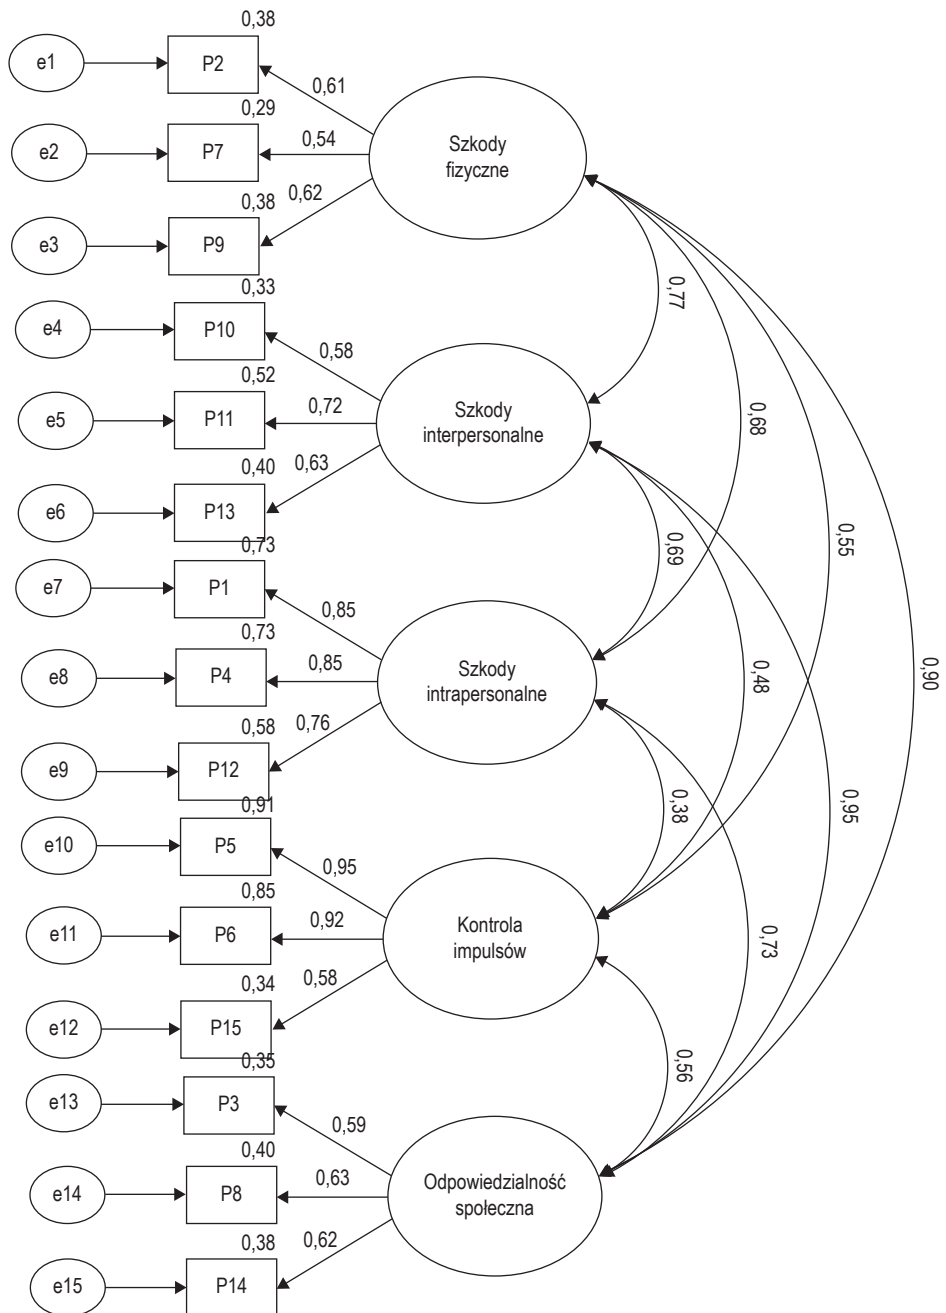 0,38
e1
P2
0,61
0,29
e2
P7
0,54
Szkody
fizyczne
0,38
e3
P9
0,62
0,33
e4
P10
0,58
0,77
0,52
e5
P11
0,72
Szkody
interpersonalne
0,68
0,40
e6
P13
0,63
0,55
0,69
0,73
e7
P1
0,85
0,73
e8
P4
0,85
Szkody
intrapersonalne
0,48
0,90
0,58
e9
P12
0,76
0,38
0,95
0,91
e10
P5
0,95
0,85
e11
P6
0,92
Kontrola
impulsów
0,73
0,34
e12
P15
0,58
0,56
0,35
e13
P3
0,59
0,40
e14
P8
0,63
Odpowiedzialność
społeczna
0,38
e15
P14
0,62